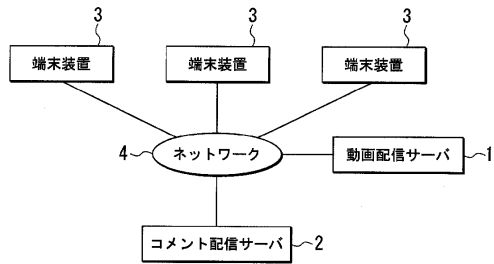 3 3 3
端末装置 端末装置 端末装置
4 ネットワーク 動画配信サーバ 1
コメント配信サーバ 2